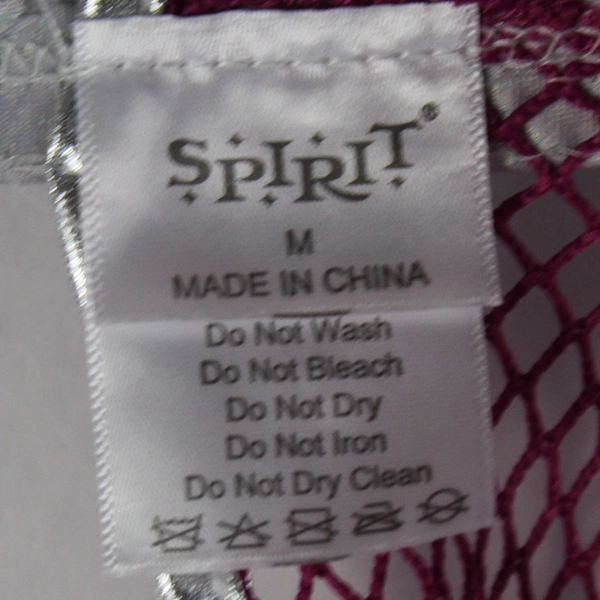 SPIRIT®
M
MADE IN CHINA
Do Not Wash
Do Not Bleach
Do Not Dry
Do Not Iron
Do Not Dry Clean